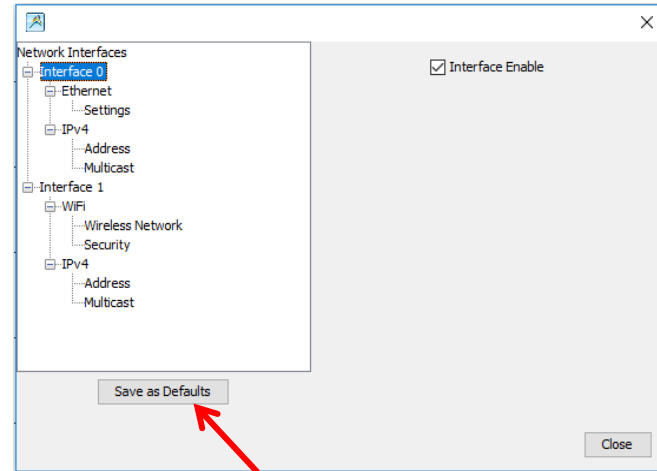 Network Interfaces
Interface 0
Interface Enable
Ethernet
Settings
IPv4
Address
Multicast
Interface 1
WiFi
Wireless Network
Security
IPv4
Address
Multicast
Save as Defaults
Close